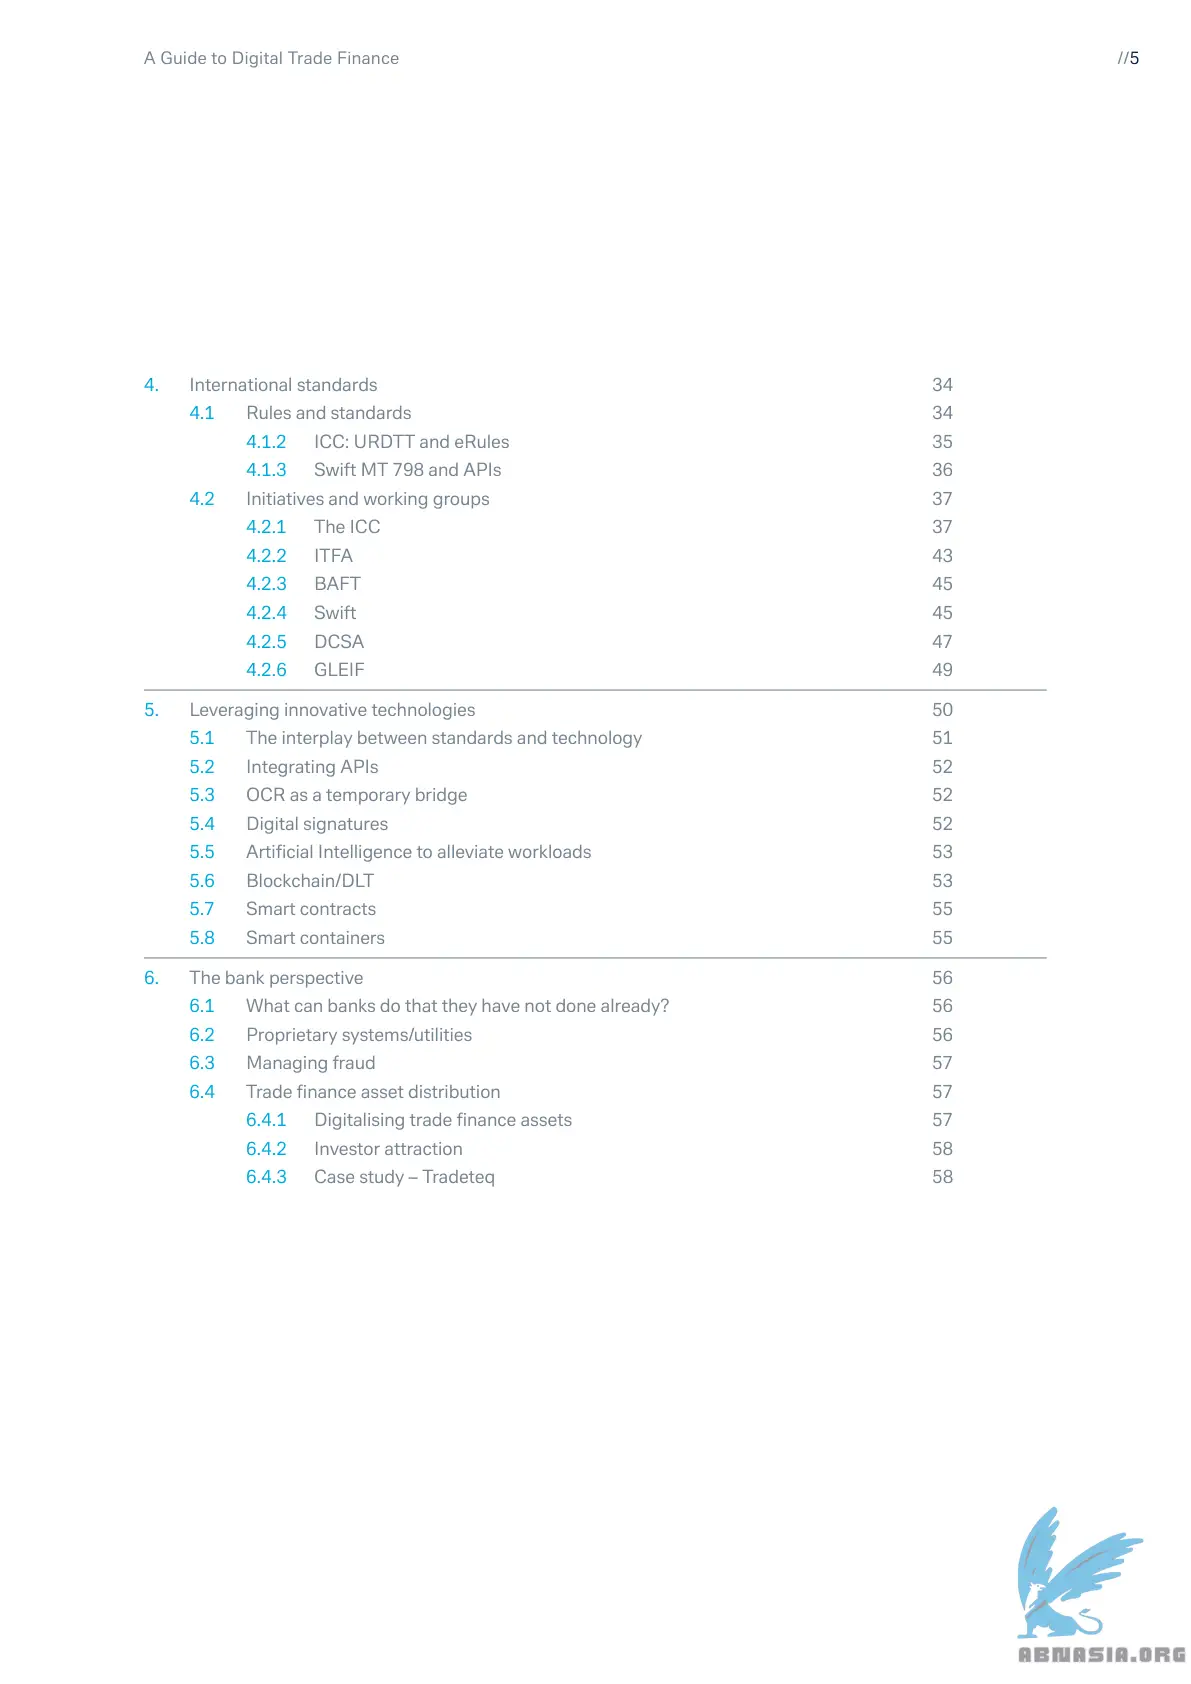 A Guide to Digital Trade Finance //5
4. International standards 34
4.1 Rules and standards 34
4.1.2 ICC: URDTT and eRules 35
4.1.3 Swift MT 798 and APIs 36
4.2 Initiatives and working groups 37
4.2.1 The ICC 37
4.2.2 ITFA 43
4.2.3 BAFT 45
4.2.4 Swift 45
4.2.5 DCSA 47
4.2.6 GLEIF 49
5. Leveraging innovative technologies 50
5.1 The interplay between standards and technology 51
5.2 Integrating APIs 52
5.3 OCR as a temporary bridge 52
5.4 Digital signatures 52
5.5 Artificial Intelligence to alleviate workloads 53
5.6 Blockchain/DLT 53
5.7 Smart contracts 55
5.8 Smart containers 55
6. The bank perspective 56
6.1 What can banks do that they have not done already? 56
6.2 Proprietary systems/utilities 56
6.3 Managing fraud 57
6.4 Trade finance asset distribution 57
6.4.1 Digitalising trade finance assets 57
6.4.2 Investor attraction 58
6.4.3 Case study – Tradeteq 58
ABNASIA.ORG